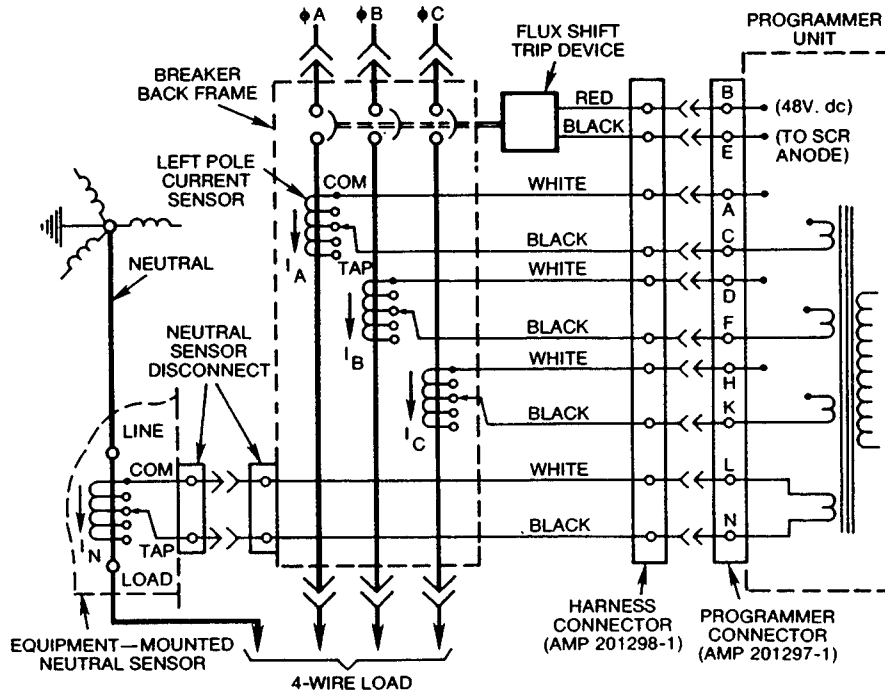 ϕA
ϕB
ϕC
FLUX SHIFT
TRIP DEVICE
PROGRAMMER
UNIT
BREAKER
BACK FRAME
RED
B
(48V. dc)
BLACK
E
(TO SCR
ANODE)
LEFT POLE
CURRENT
SENSOR
COM
WHITE
A
I A
TAP
BLACK
C
WHITE
D
I B
BLACK
F
WHITE
H
I C
BLACK
K
NEUTRAL
NEUTRAL
SENSOR
DISCONNECT
LINE
COM
WHITE
L
I N
TAP
BLACK
N
LOAD
EQUIPMENT—MOUNTED
NEUTRAL SENSOR
4-WIRE LOAD
HARNESS
CONNECTOR
(AMP 201298-1)
PROGRAMMER
CONNECTOR
(AMP 201297-1)